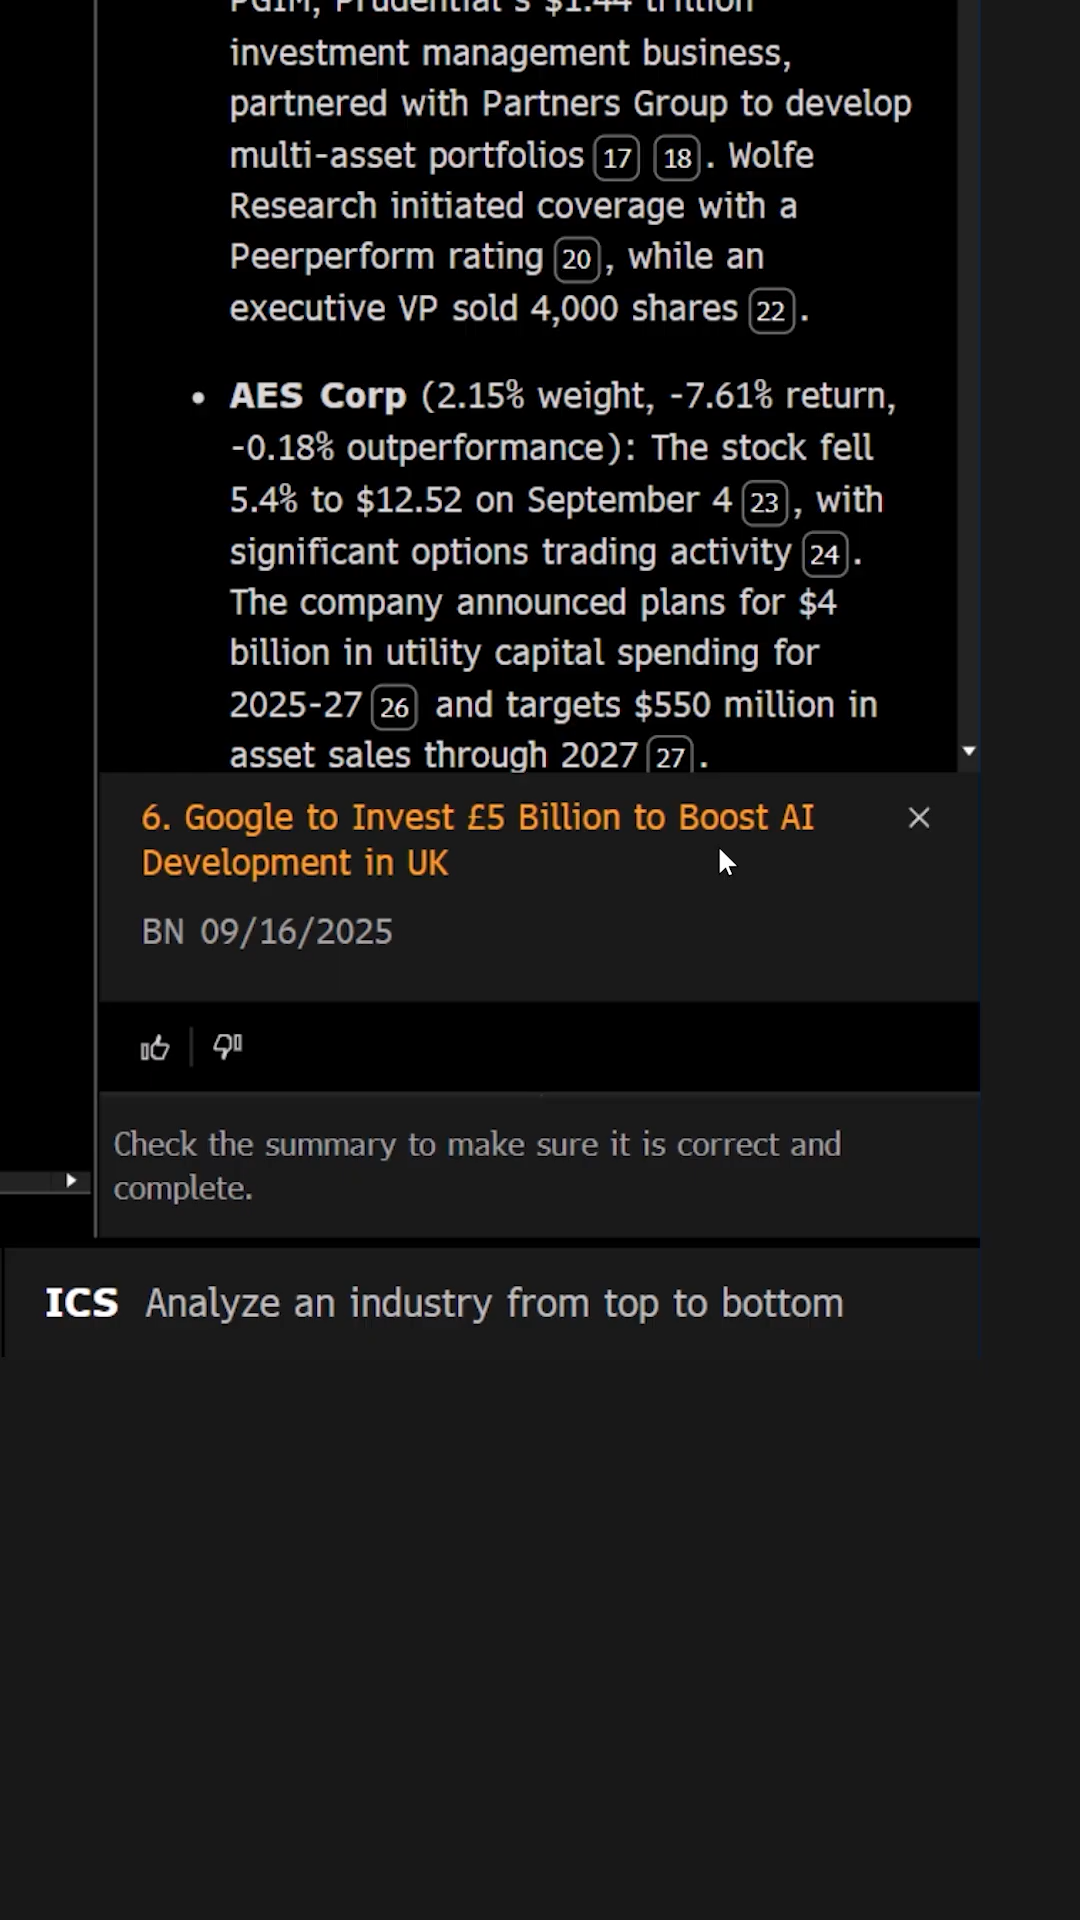 PGIM, Prudential's $1.44 trillion
investment management business,
partnered with Partners Group to develop
multi-asset portfolios 17 18 . Wolfe
Research initiated coverage with a
Peerperform rating 20 , while an
executive VP sold 4,000 shares 22 .
• AES Corp (2.15% weight, -7.61% return,
-0.18% outperformance): The stock fell
5.4% to $12.52 on September 4 23 , with
significant options trading activity 24 .
The company announced plans for $4
billion in utility capital spending for
2025-27 26 and targets $550 million in
asset sales through 2027 27 .
6. Google to Invest £5 Billion to Boost AI
Development in UK
BN 09/16/2025
Check the summary to make sure it is correct and
complete.
ICS Analyze an industry from top to bottom